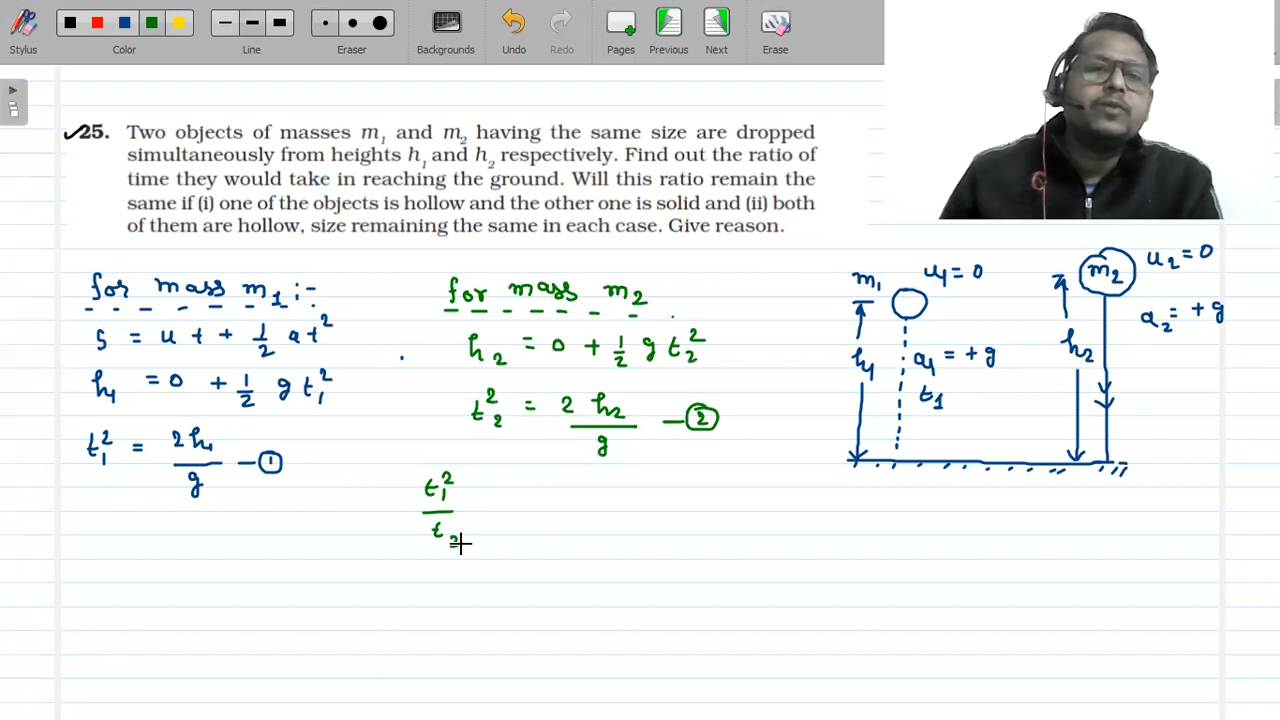 Stylus Color Line Eraser Backgrounds Undo Redo Pages Previous Next Erase
25. Two objects of masses m₁ and m₂ having the same size are dropped
simultaneously from heights h₁ and h₂ respectively. Find out the ratio of
time they would take in reaching the ground. Will this ratio remain the
same if (i) one of the objects is hollow and the other one is solid and (ii) both
of them are hollow, size remaining the same in each case. Give reason.
for mass m₁ :-
s = ut + 1/2 at²
h₁ = 0 + 1/2 g t₁²
t₁² = 2h₁/g —①
for mass m₂
h₂ = 0 + 1/2 g t₂²
t₂² = 2h₂/g —②
t₁²/t₂
m₁ u₁=0
h₁ a₁=+g
t₁
m₂ u₂=0
a₂=+g
h₂